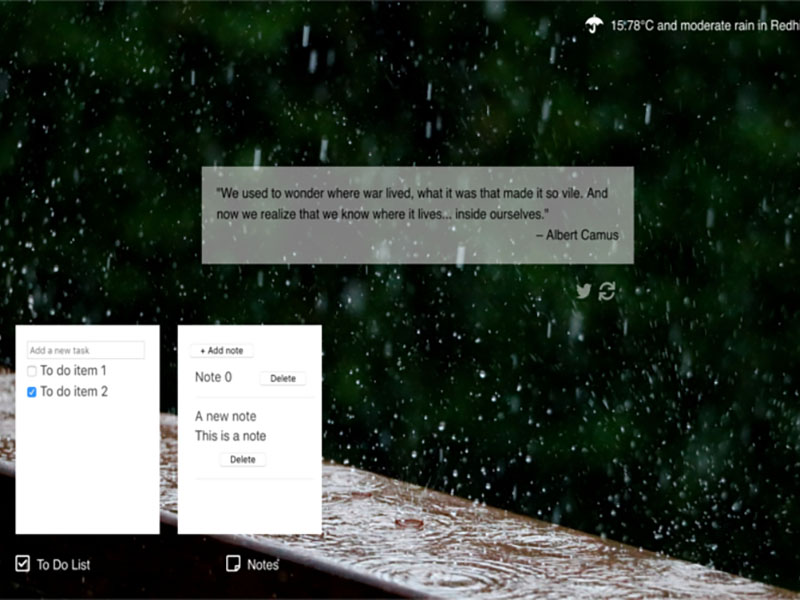 15:78°C and moderate rain in Redhi
"We used to wonder where war lived, what it was that made it so vile. And
now we realize that we know where it lives... inside ourselves."
– Albert Camus
Add a new task
To do item 1
To do item 2
+ Add note
Note 0
Delete
A new note
This is a note
Delete
To Do List
Notes